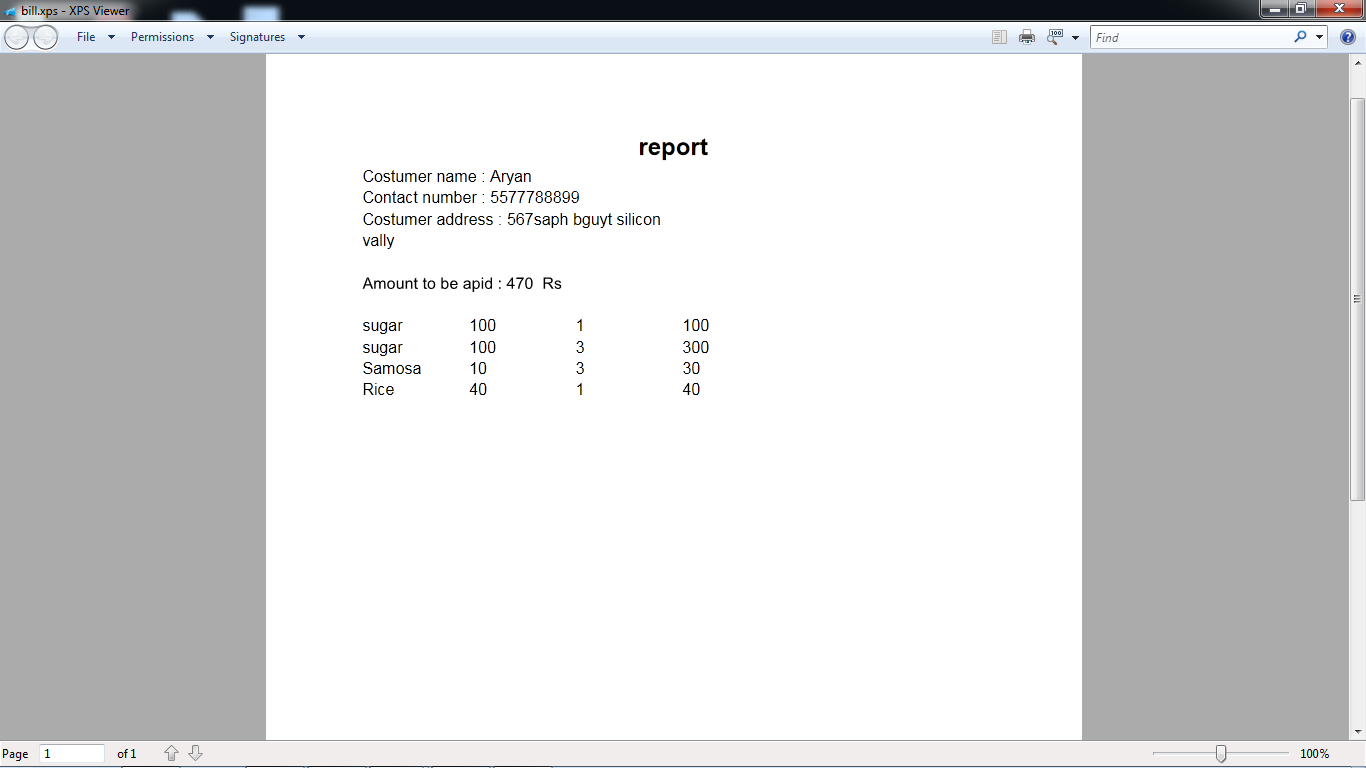 bill.xps - XPS Viewer
File Permissions Signatures Find
report
Costumer name : Aryan
Contact number : 5577788899
Costumer address : 567saph bguyt silicon
vally
Amount to be apid : 470 Rs
sugar 100 1 100
sugar 100 3 300
Samosa 10 3 30
Rice 40 1 40
Page 1 of 1 100%